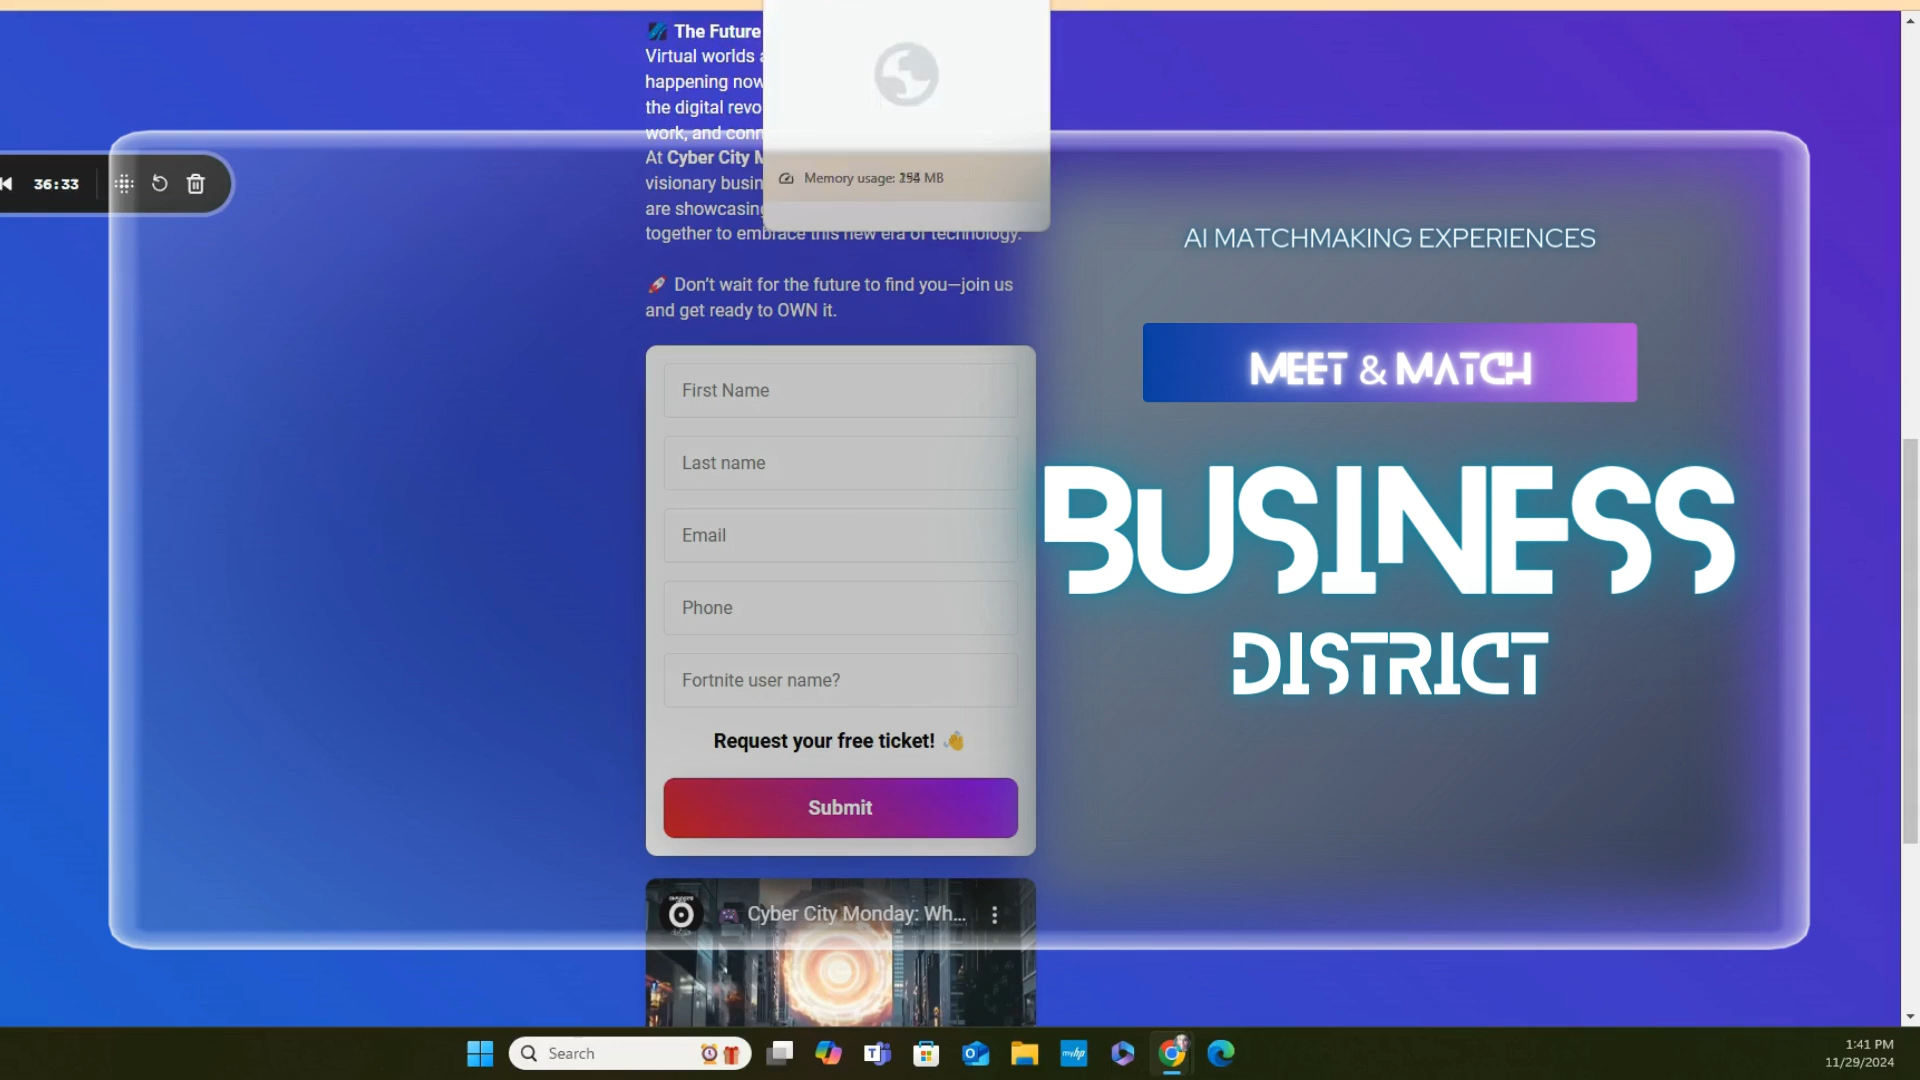 The Future
Virtual worlds
happening now
the digital revo
work, and conn
At Cyber City M
visionary busin
are showcasing
together to embrace this new era of technology.
Don't wait for the future to find you—join us
and get ready to OWN it.
Memory usage: MB
36:33
First Name
Last name
Email
Phone
Fortnite user name?
Request your free ticket!
Submit
Cyber City Monday: Wh...
AI MATCHMAKING EXPERIENCES
MEET & MATCH
BUSINESS
DISTRICT
Search
myhp
1:41 PM
11/29/2024